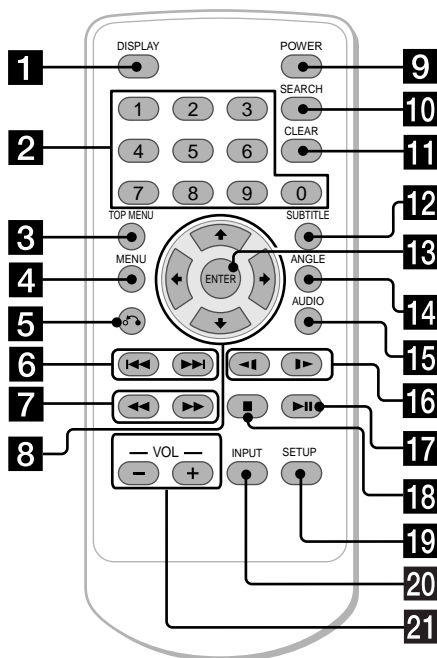 DISPLAY
POWER
1
9
SEARCH
10
1 2 3
CLEAR
2
11
4 5 6
7 8 9 0
TOP MENU
SUBTITLE
12
3
13
MENU
ENTER
ANGLE
4
14
AUDIO
5
15
6
16
7
17
8
18
— VOL —
INPUT
SETUP
− +
19
20
21